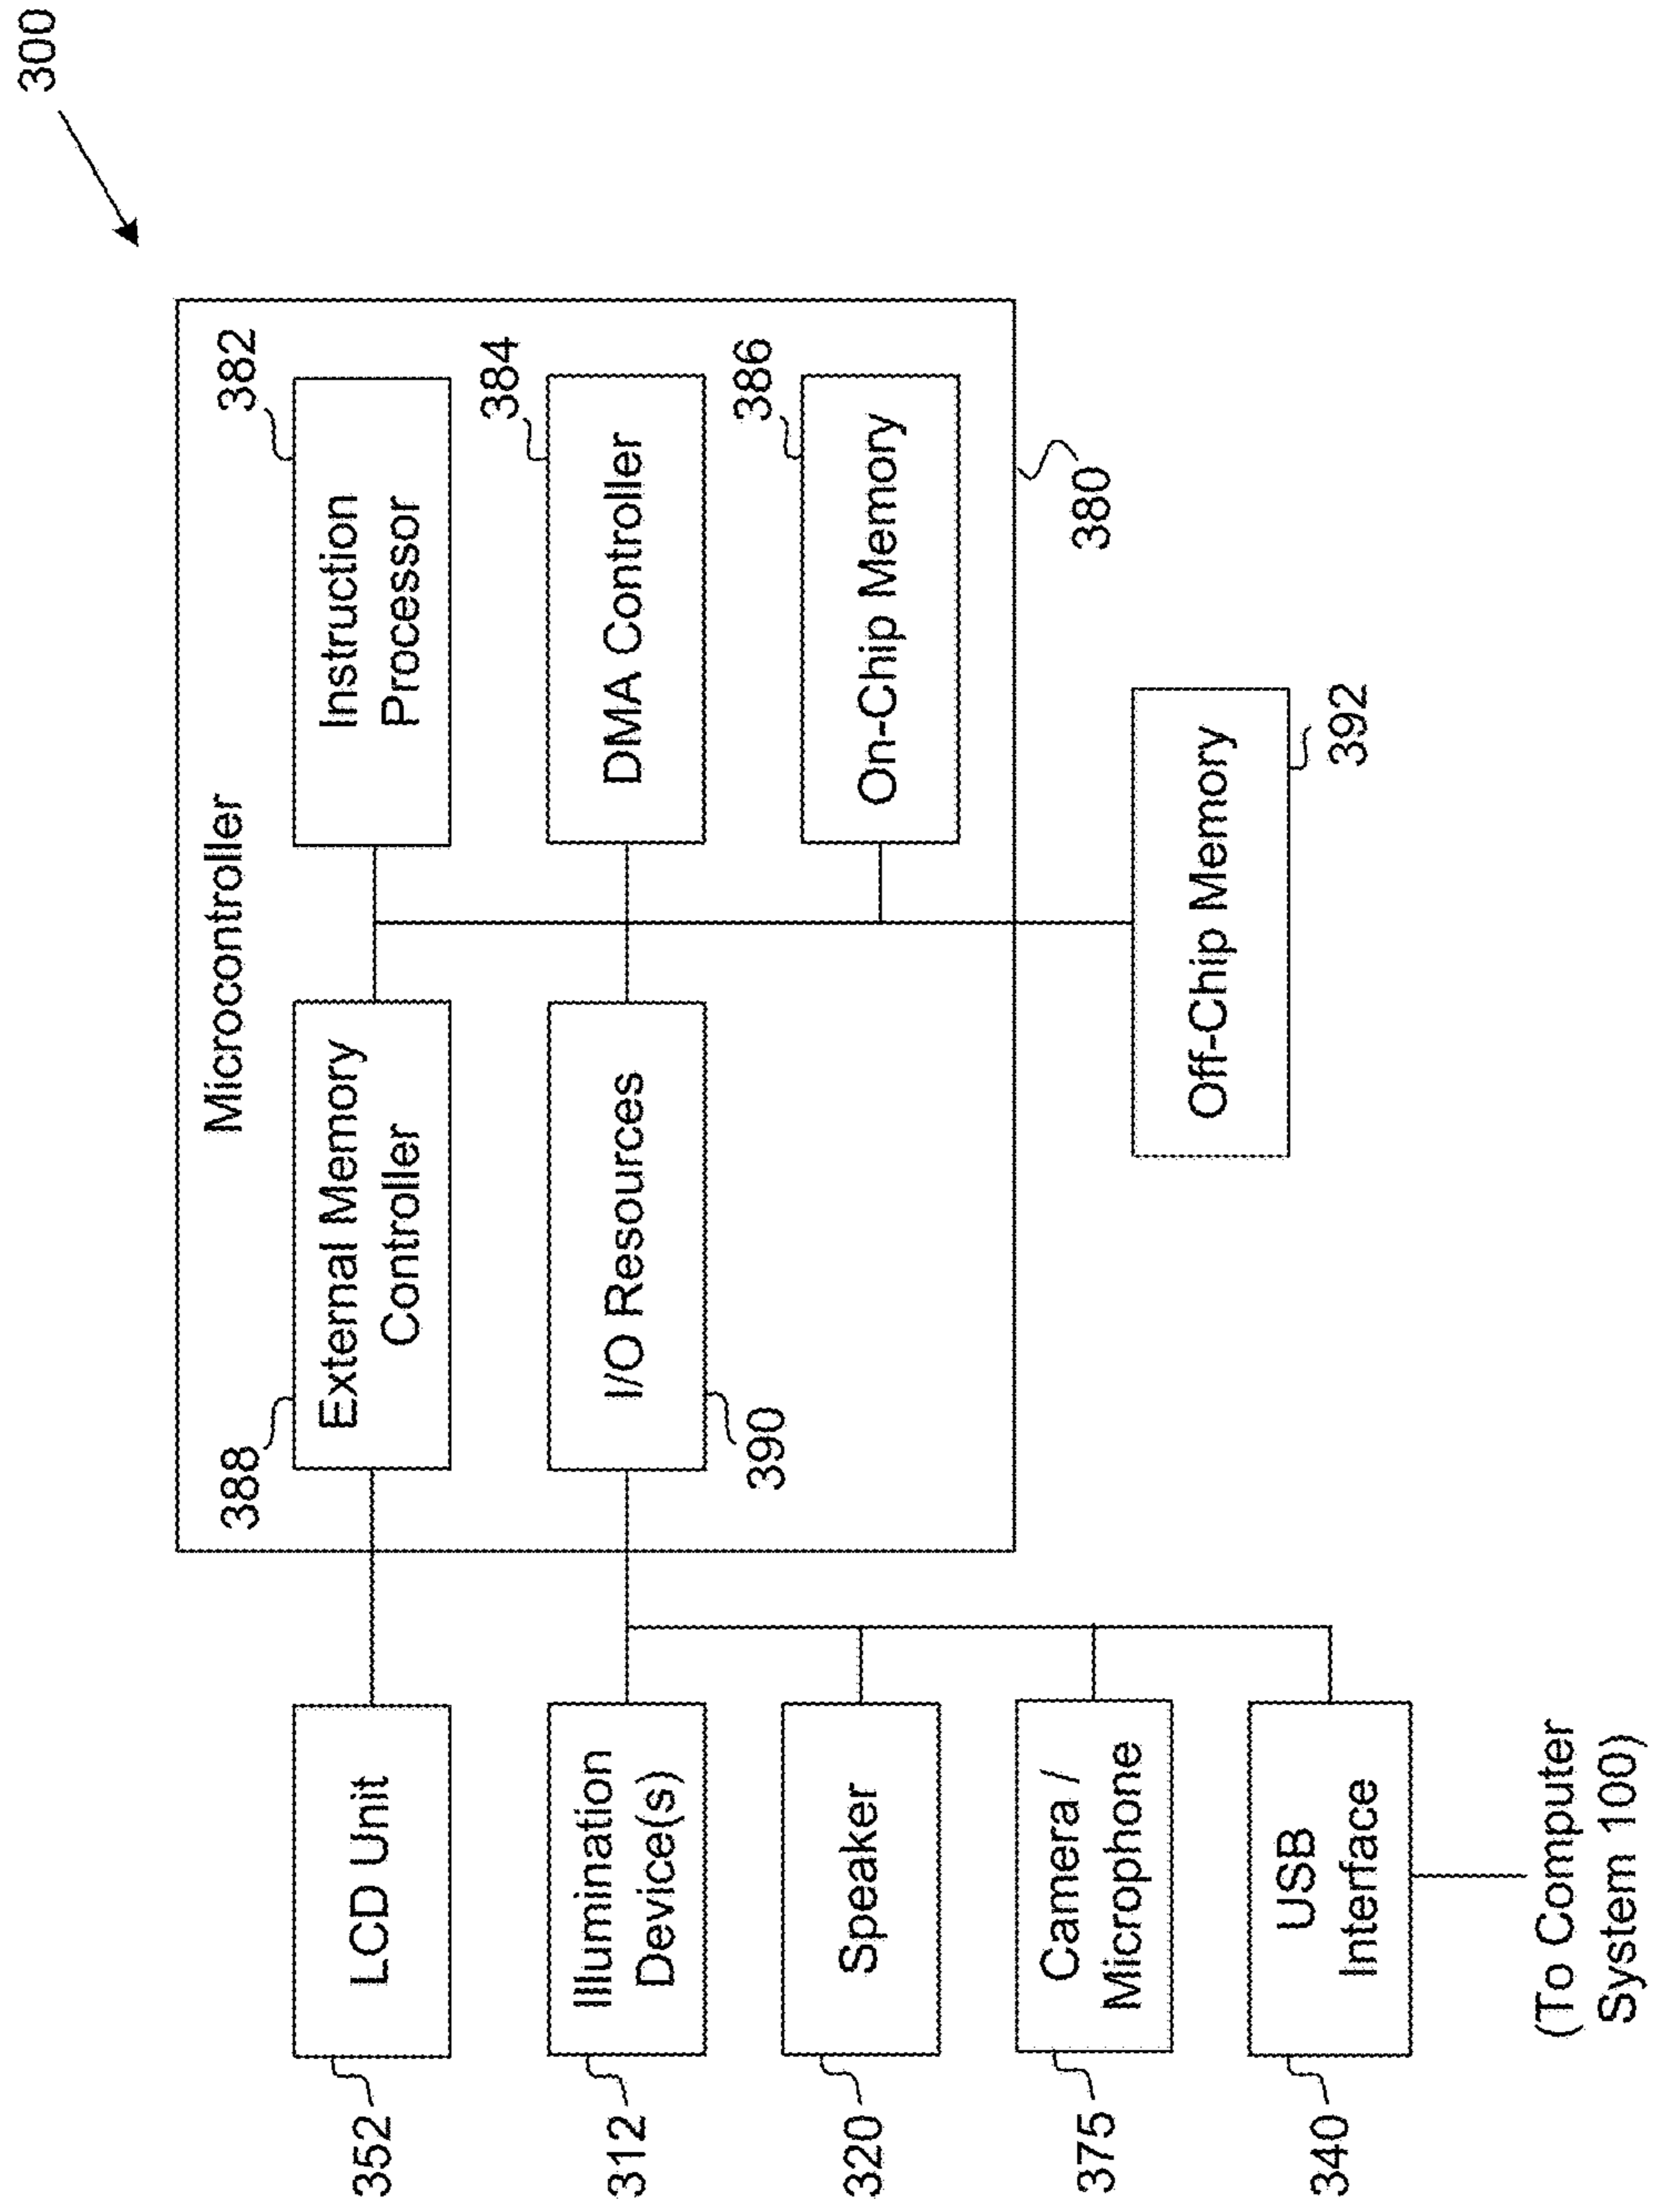 300
Microcontroller
388
External Memory
Controller
382
Instruction
Processor
384
DMA Controller
I/O Resources
390
386
On-Chip Memory
380
Off-Chip Memory
392
352
LCD Unit
312
Illumination
Device(s)
320
Speaker
375
Camera /
Microphone
340
USB
Interface
(To Computer
System 100)